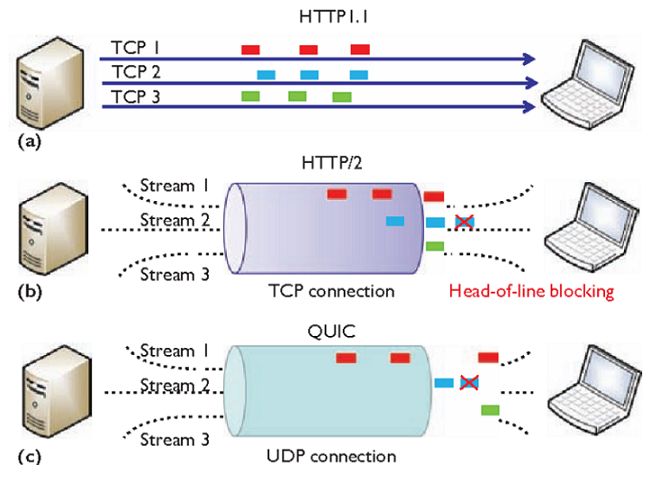 HTTP1.1
TCP 1
TCP 2
TCP 3
(a)
HTTP/2
Stream 1
Stream 2
Stream 3
(b)
TCP connection
Head-of-line blocking
QUIC
Stream 1
Stream 2
Stream 3
(c)
UDP connection